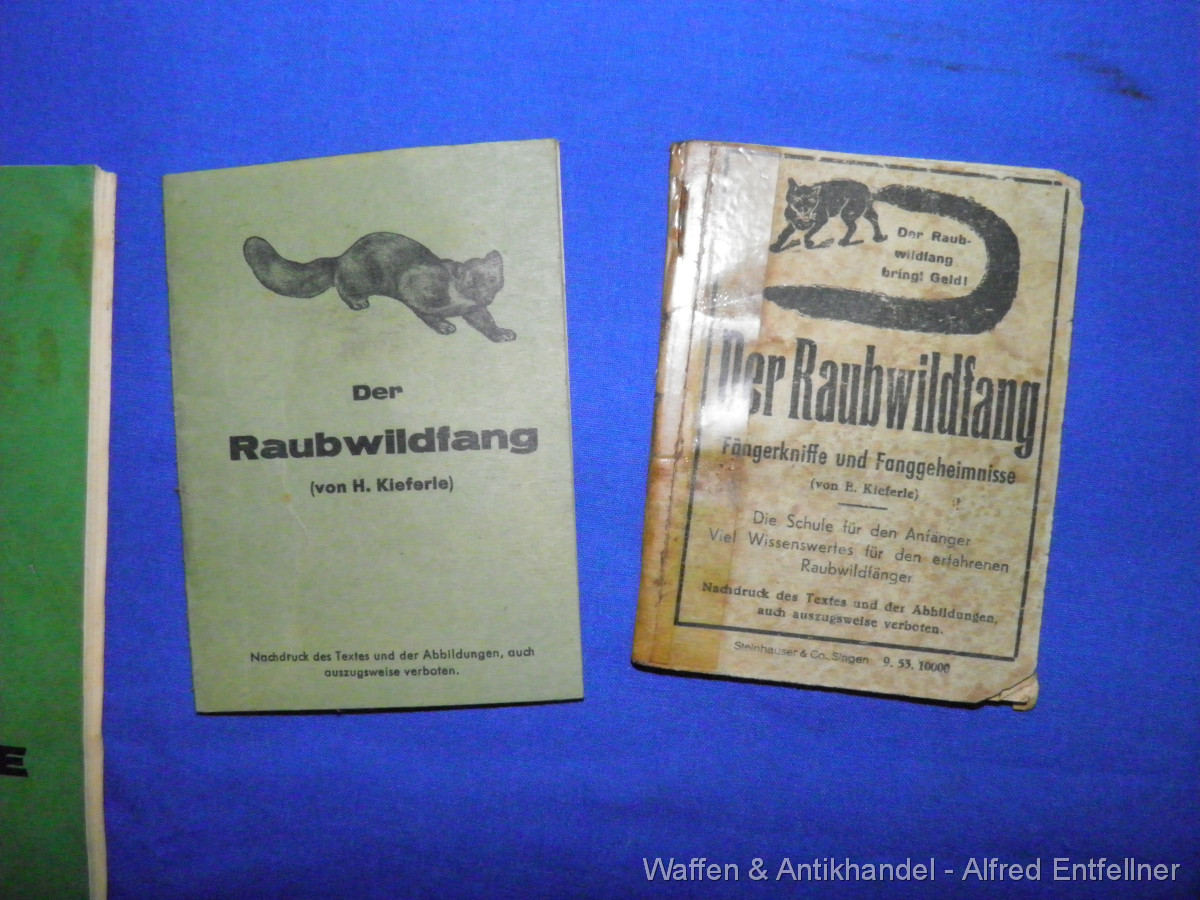 E
Der
Raubwildfang
(von H. Kieferle)
Nachdruck des Textes und der Abbildungen, auch
auszugsweise verboten.
Der Raub-
wildfang
bringt Geld!
Der Raubwildfang
Fängerkniffe und Fanggeheimnisse
(von E. Kieferle)
Die Schule für den Anfänger
Viel Wissenswertes für den erfahrenen
Raubwildfänger
Nachdruck des Textes und der Abbildungen,
auch auszugsweise verboten.
Steinhauser & Co., Singen 9. 53. 10000
Waffen & Antikhandel - Alfred Entfellner